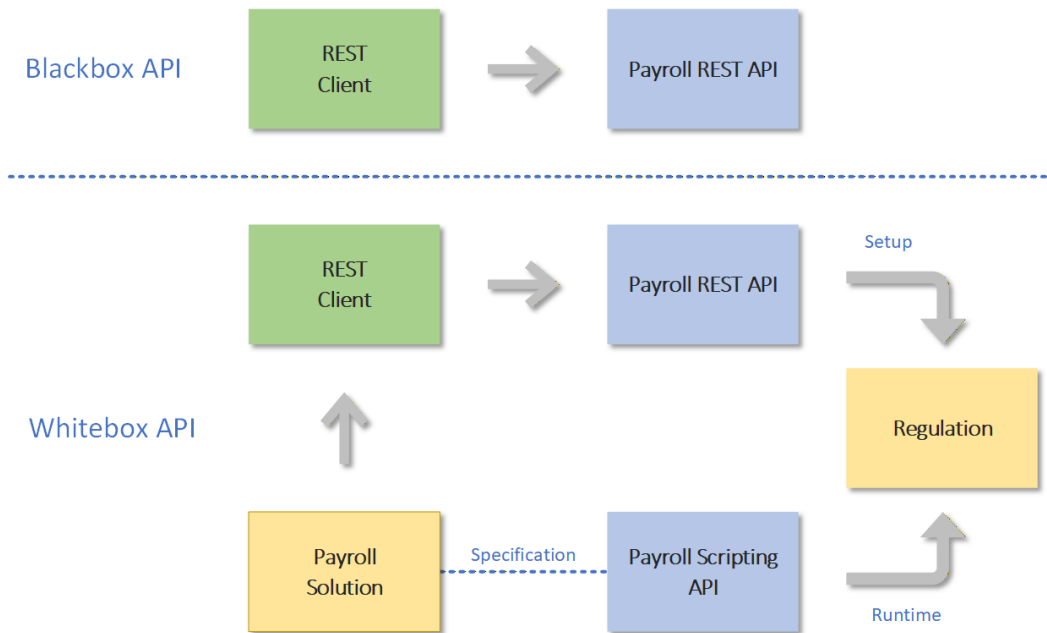 Blackbox API
REST
Client
Payroll REST API
REST
Client
Payroll REST API
Setup
Whitebox API
Regulation
Payroll
Solution
Specification
Payroll Scripting
API
Runtime